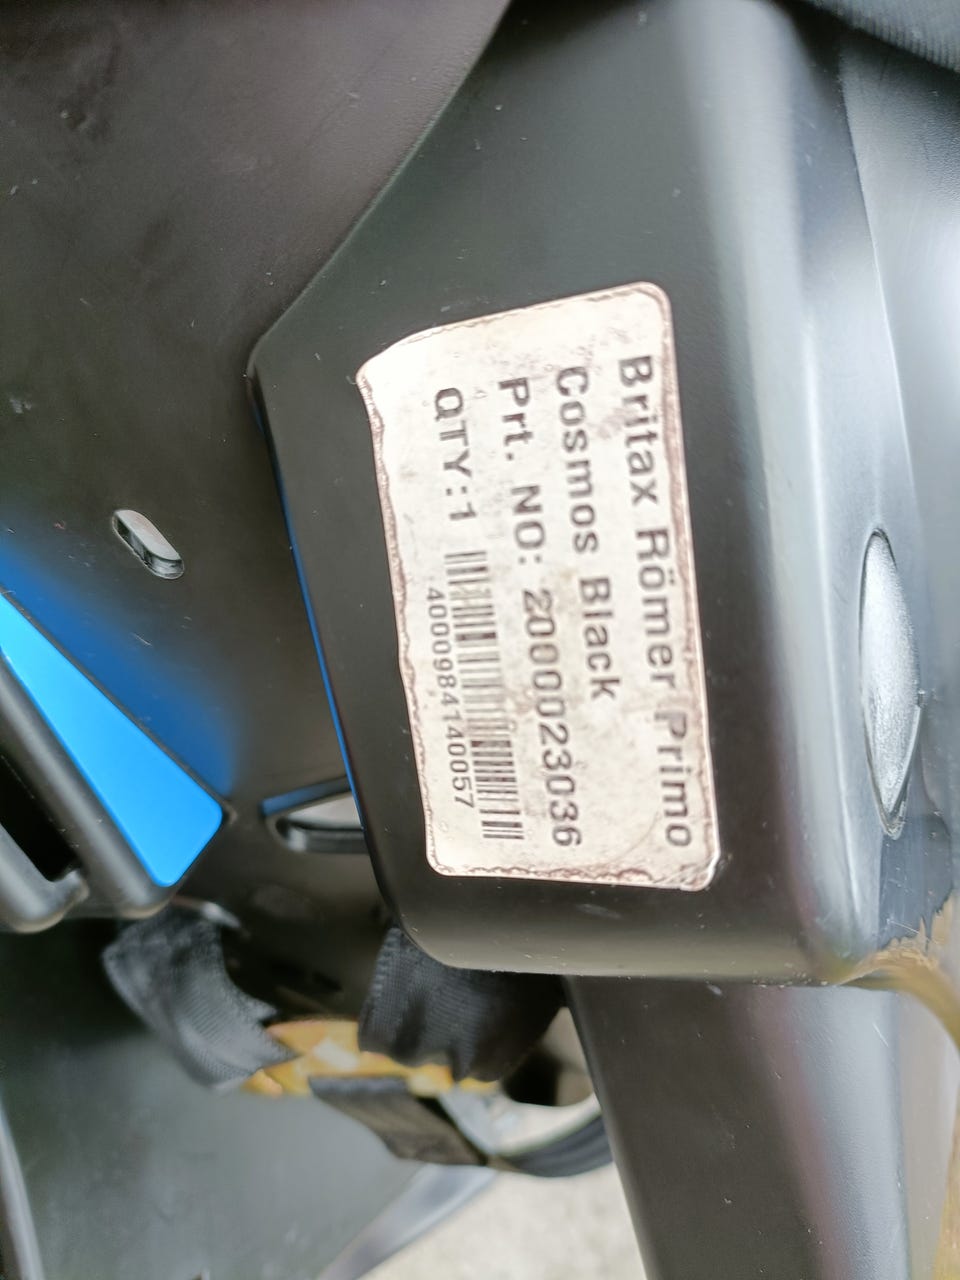 Britax Römer Primo
Cosmos Black
Prt. NO: 2000023036
QTY:1
4000984140057